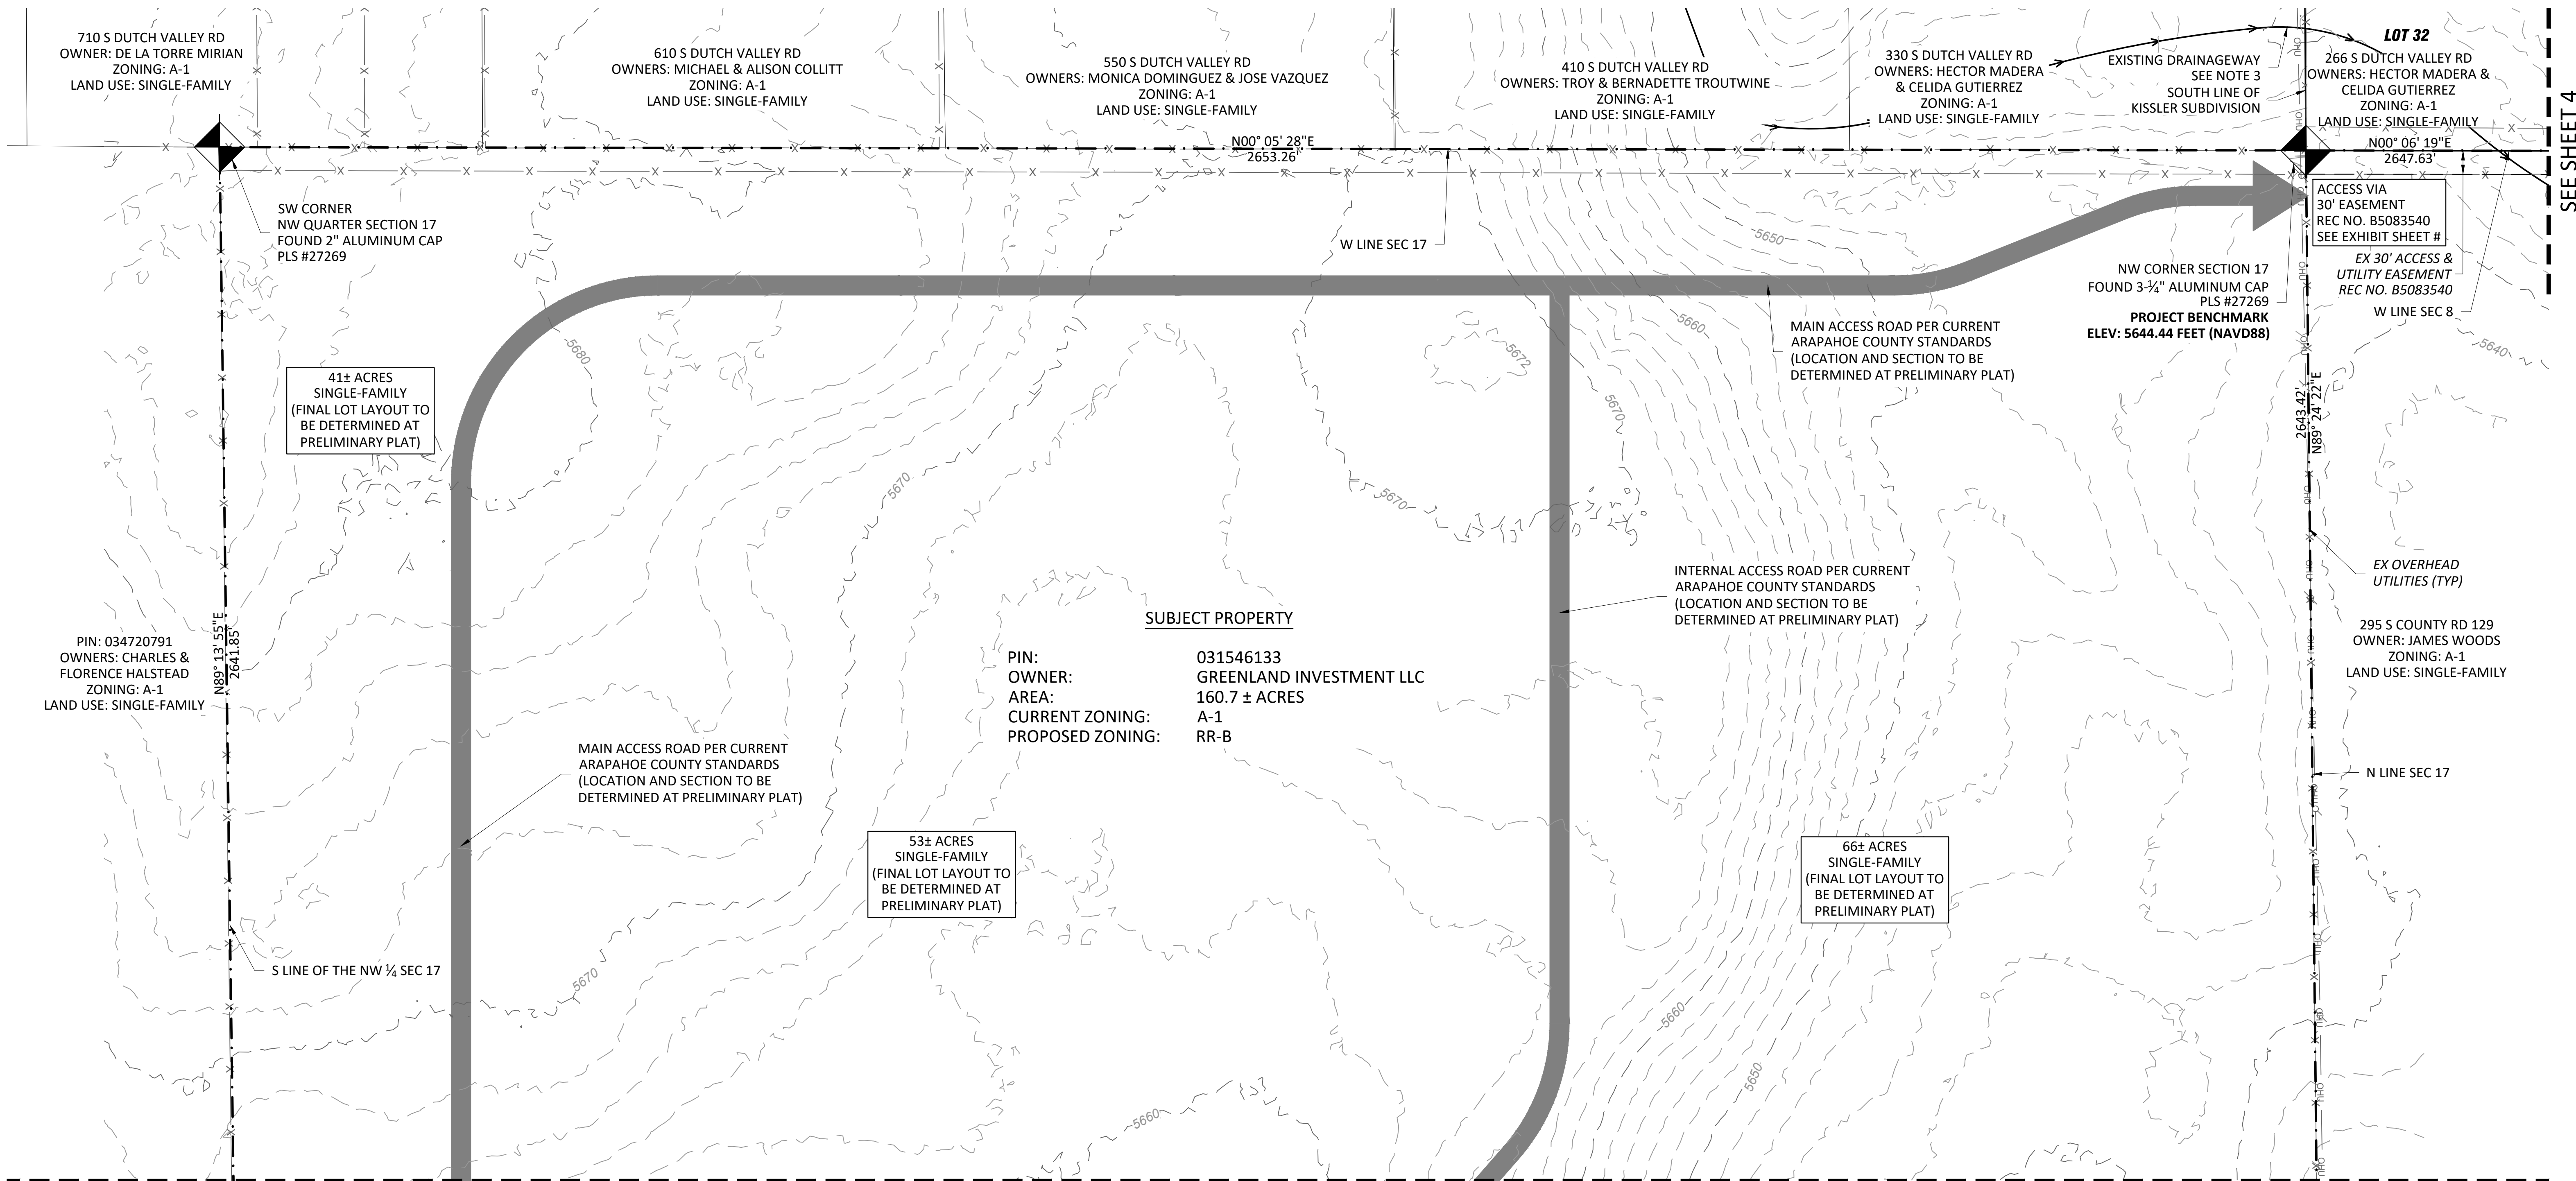 710 S DUTCH VALLEY RD
OWNER: DE LA TORRE MIRIAN
ZONING: A-1
LAND USE: SINGLE-FAMILY
610 S DUTCH VALLEY RD
OWNERS: MICHAEL & ALISON COLLITT
ZONING: A-1
LAND USE: SINGLE-FAMILY
550 S DUTCH VALLEY RD
OWNERS: MONICA DOMINGUEZ & JOSE VAZQUEZ
ZONING: A-1
LAND USE: SINGLE-FAMILY
410 S DUTCH VALLEY RD
OWNERS: TROY & BERNADETTE TROUTWINE
ZONING: A-1
LAND USE: SINGLE-FAMILY
330 S DUTCH VALLEY RD
OWNERS: HECTOR MADERA
& CELIDA GUTIERREZ
ZONING: A-1
LAND USE: SINGLE-FAMILY
EXISTING DRAINAGEWAY
SEE NOTE 3
SOUTH LINE OF
KISSLER SUBDIVISION
LOT 32
266 S DUTCH VALLEY RD
OWNERS: HECTOR MADERA &
CELIDA GUTIERREZ
ZONING: A-1
LAND USE: SINGLE-FAMILY
SEE SHEET 4
N00° 05' 28"E
2653.26'
N00° 06' 19"E
2647.63'
SW CORNER
NW QUARTER SECTION 17
FOUND 2" ALUMINUM CAP
PLS #27269
W LINE SEC 17
ACCESS VIA
30' EASEMENT
REC NO. B5083540
SEE EXHIBIT SHEET #
EX 30' ACCESS &
UTILITY EASEMENT
REC NO. B5083540
W LINE SEC 8
NW CORNER SECTION 17
FOUND 3-¼" ALUMINUM CAP
PLS #27269
PROJECT BENCHMARK
ELEV: 5644.44 FEET (NAVD88)
5650
5660
5680
5672
5670
5670
5670
5640
MAIN ACCESS ROAD PER CURRENT
ARAPAHOE COUNTY STANDARDS
(LOCATION AND SECTION TO BE
DETERMINED AT PRELIMINARY PLAT)
41± ACRES
SINGLE-FAMILY
(FINAL LOT LAYOUT TO
BE DETERMINED AT
PRELIMINARY PLAT)
2643.42'
N89° 24' 22"E
INTERNAL ACCESS ROAD PER CURRENT
ARAPAHOE COUNTY STANDARDS
(LOCATION AND SECTION TO BE
DETERMINED AT PRELIMINARY PLAT)
EX OVERHEAD
UTILITIES (TYP)
SUBJECT PROPERTY
PIN: 031546133
OWNER: GREENLAND INVESTMENT LLC
AREA: 160.7 ± ACRES
CURRENT ZONING: A-1
PROPOSED ZONING: RR-B
PIN: 034720791
OWNERS: CHARLES &
FLORENCE HALSTEAD
ZONING: A-1
LAND USE: SINGLE-FAMILY
N89° 13' 55"E
2641.85'
295 S COUNTY RD 129
OWNER: JAMES WOODS
ZONING: A-1
LAND USE: SINGLE-FAMILY
MAIN ACCESS ROAD PER CURRENT
ARAPAHOE COUNTY STANDARDS
(LOCATION AND SECTION TO BE
DETERMINED AT PRELIMINARY PLAT)
N LINE SEC 17
53± ACRES
SINGLE-FAMILY
(FINAL LOT LAYOUT TO
BE DETERMINED AT
PRELIMINARY PLAT)
66± ACRES
SINGLE-FAMILY
(FINAL LOT LAYOUT TO
BE DETERMINED AT
PRELIMINARY PLAT)
S LINE OF THE NW ¼ SEC 17
5670
5660
5650
5660